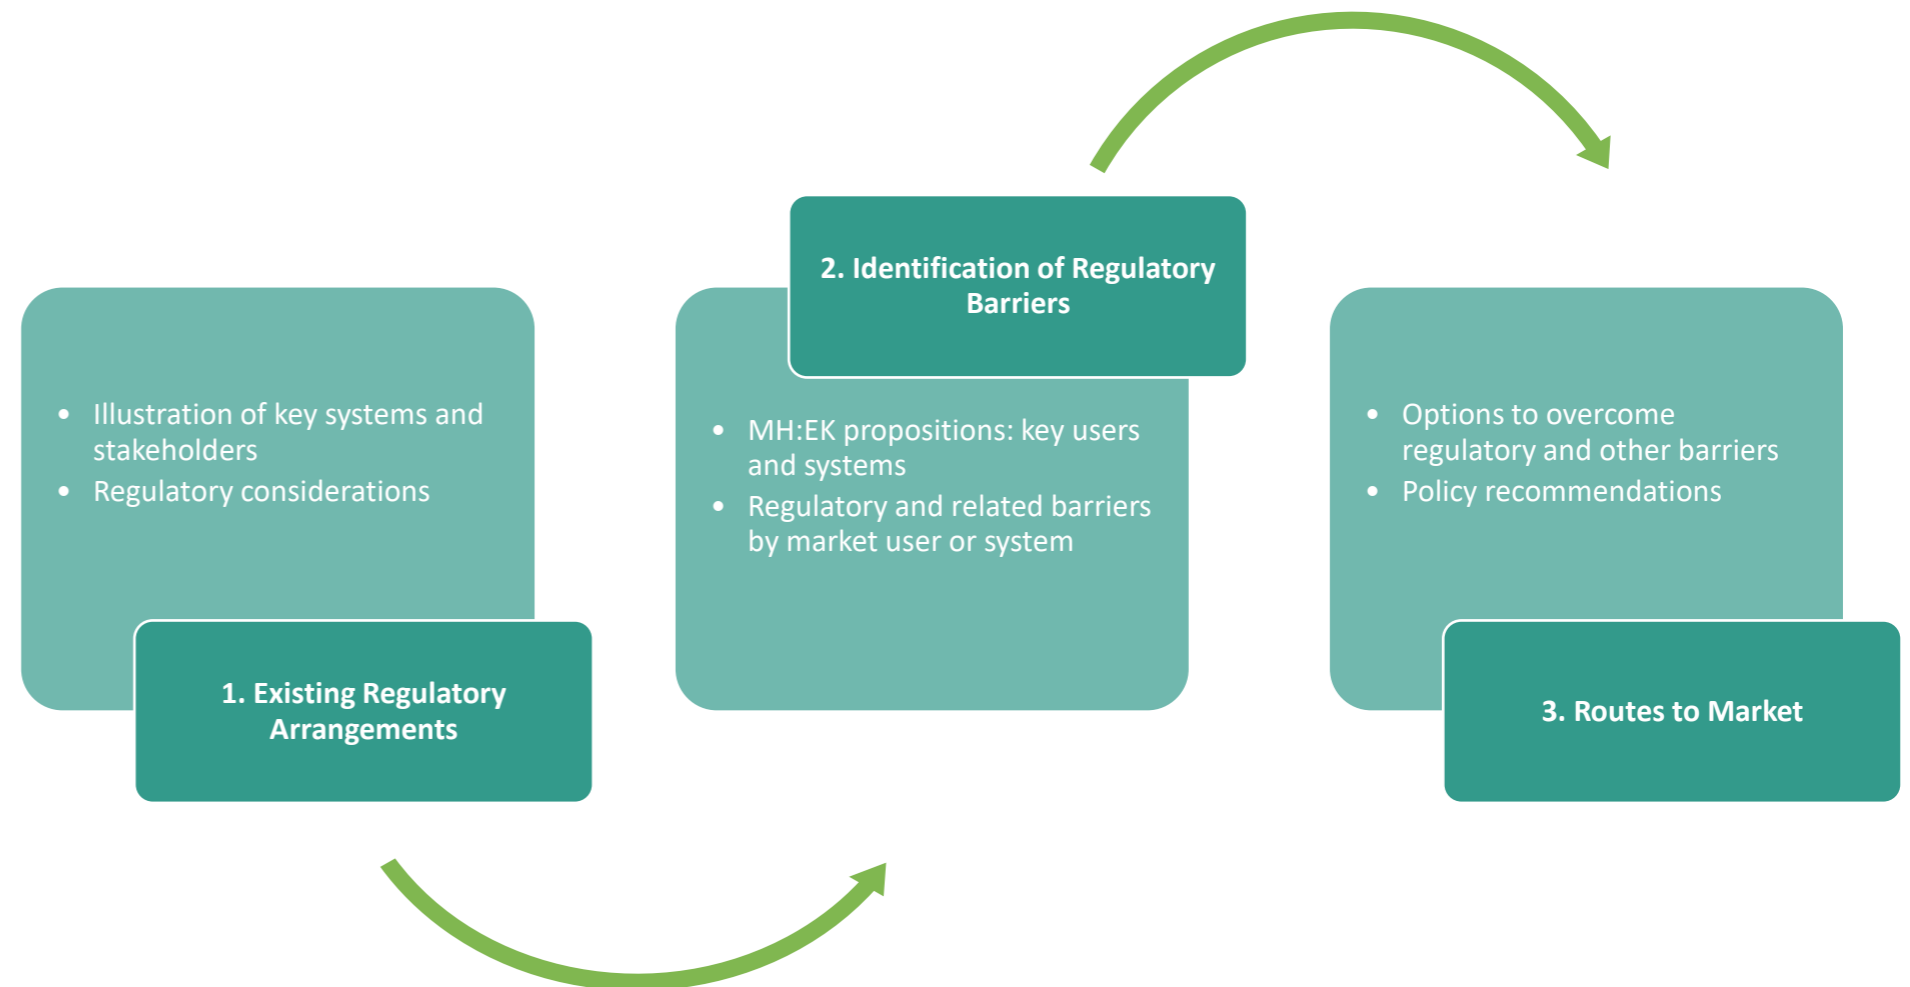 • Illustration of key systems and
stakeholders
• Regulatory considerations
1. Existing Regulatory
Arrangements
2. Identification of Regulatory
Barriers
• MH:EK propositions: key users
and systems
• Regulatory and related barriers
by market user or system
• Options to overcome
regulatory and other barriers
• Policy recommendations
3. Routes to Market